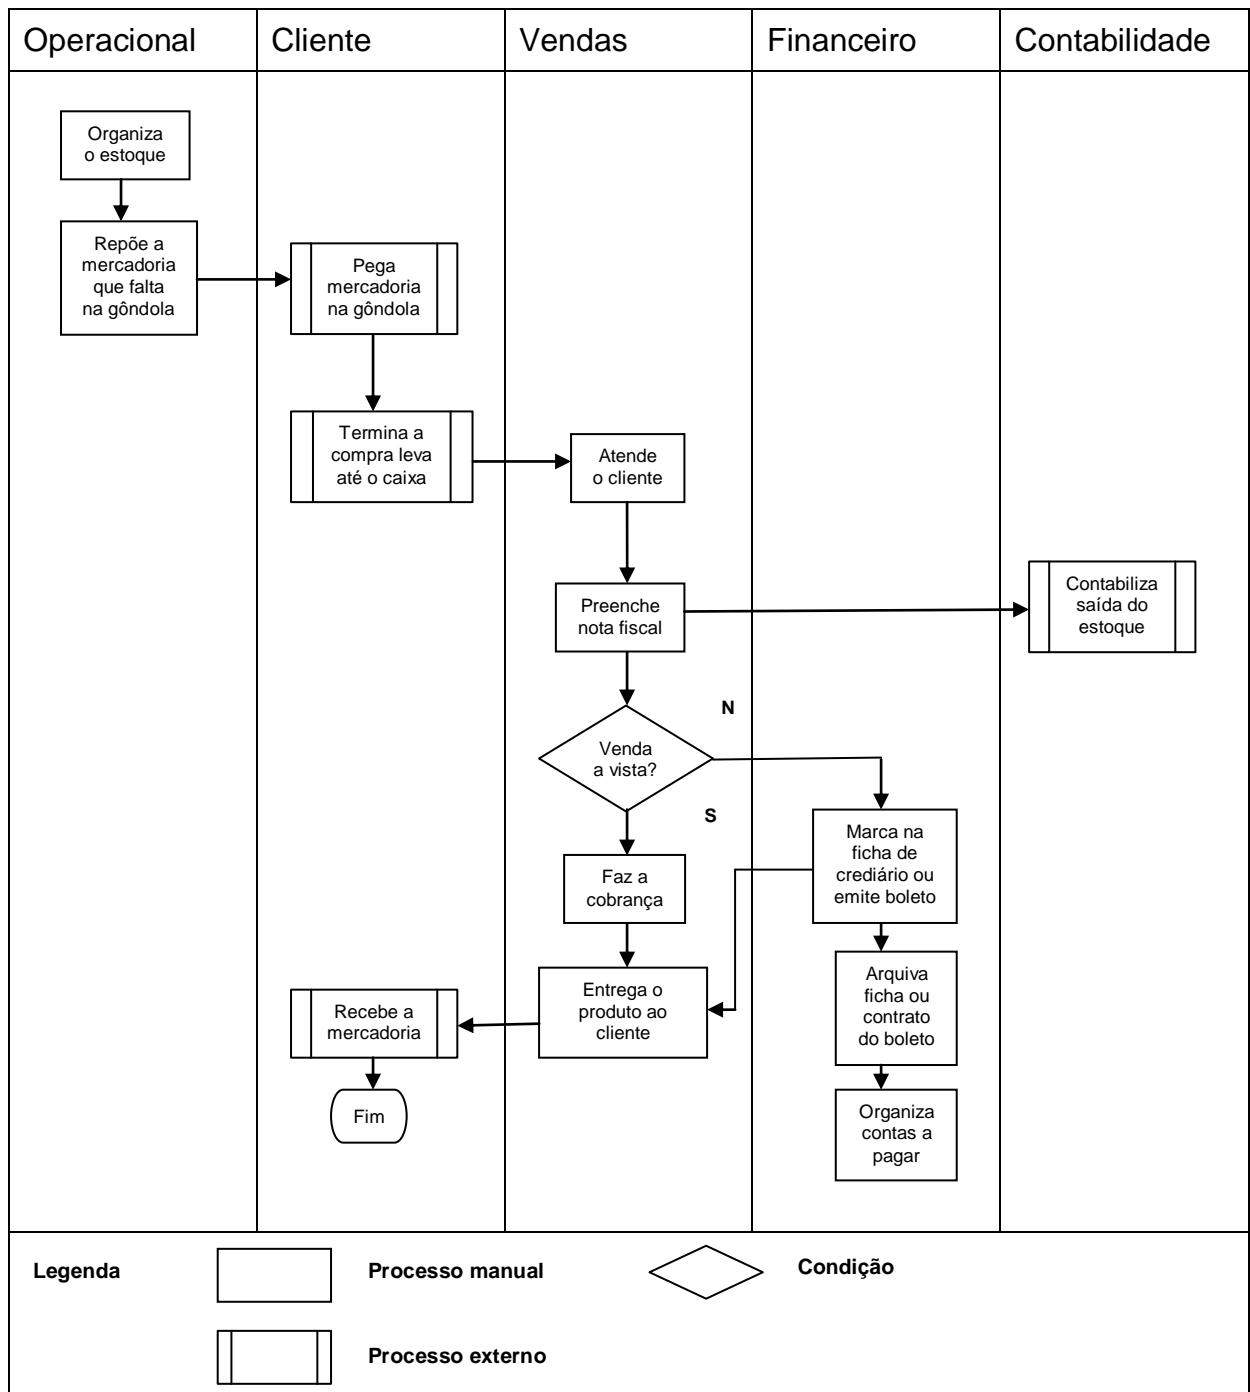 Operacional
Cliente
Vendas
Financeiro
Contabilidade
Organiza
o estoque
Repõe a
mercadoria
que falta
na gôndola
Pega
mercadoria
na gôndola
Termina a
compra leva
até o caixa
Atende
o cliente
Preenche
nota fiscal
Contabiliza
saída do
estoque
Venda
a vista?
N
S
Marca na
ficha de
crediário ou
emite boleto
Faz a
cobrança
Arquiva
ficha ou
contrato
do boleto
Entrega o
produto ao
cliente
Recebe a
mercadoria
Fim
Organiza
contas a
pagar
Legenda
Processo manual
Condição
Processo externo